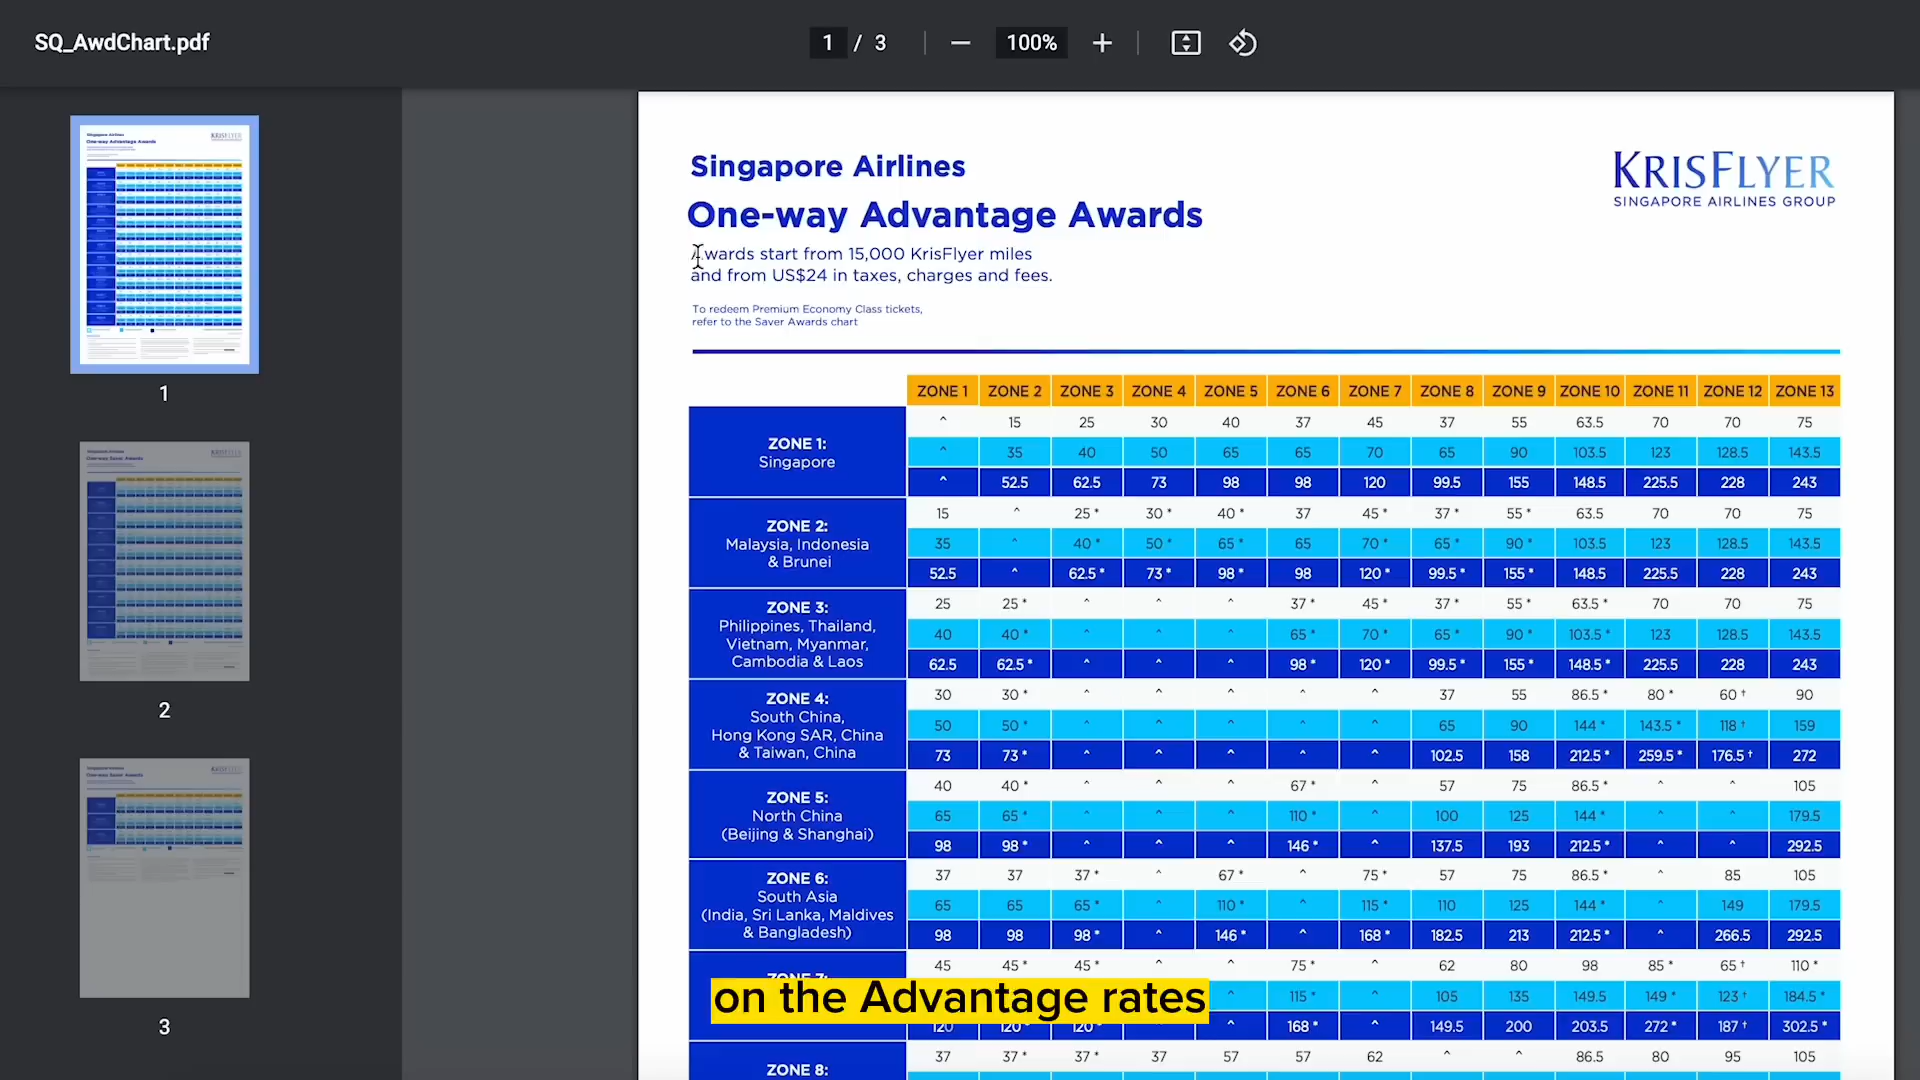 SQ_AwdChart.pdf
1 / 3
100%
1
2
3
Singapore Airlines
One-way Advantage Awards
Awards start from 15,000 KrisFlyer miles
and from US$24 in taxes, charges and fees.
To redeem Premium Economy Class tickets,
refer to the Saver Awards chart
KRISFLYER
SINGAPORE AIRLINES GROUP
ZONE 1 ZONE 2 ZONE 3 ZONE 4 ZONE 5 ZONE 6 ZONE 7 ZONE 8 ZONE 9 ZONE 10 ZONE 11 ZONE 12 ZONE 13
ZONE 1:
Singapore
^ 15 25 30 40 37 45 37 55 63.5 70 70 75
^ 35 40 50 65 65 70 65 90 103.5 123 128.5 143.5
^ 52.5 62.5 73 98 98 120 99.5 155 148.5 225.5 228 243
ZONE 2:
Malaysia, Indonesia
& Brunei
15 ^ 25 * 30 * 40 * 37 45 * 37 * 55 * 63.5 70 70 75
35 ^ 40 * 50 * 65 * 65 70 * 65 * 90 * 103.5 123 128.5 143.5
52.5 ^ 62.5 * 73 * 98 * 98 120 * 99.5 * 155 * 148.5 225.5 228 243
ZONE 3:
Philippines, Thailand,
Vietnam, Myanmar,
Cambodia & Laos
25 25 * ^ ^ ^ 37 * 45 * 37 * 55 * 63.5 * 70 70 75
40 40 * ^ ^ ^ 65 * 70 * 65 * 90 * 103.5 * 123 128.5 143.5
62.5 62.5 * ^ ^ ^ 98 * 120 * 99.5 * 155 * 148.5 * 225.5 228 243
ZONE 4:
South China,
Hong Kong SAR, China
& Taiwan, China
30 30 * ^ ^ ^ ^ ^ 37 55 86.5 * 80 * 60 † 90
50 50 * ^ ^ ^ ^ ^ 65 90 144 * 143.5 * 118 † 159
73 73 * ^ ^ ^ ^ ^ 102.5 158 212.5 * 259.5 * 176.5 † 272
ZONE 5:
North China
(Beijing & Shanghai)
40 40 * ^ ^ ^ 67 * ^ 57 75 86.5 * ^ ^ 105
65 65 * ^ ^ ^ 110 * ^ 100 125 144 * ^ ^ 179.5
98 98 * ^ ^ ^ 146 * ^ 137.5 193 212.5 * ^ ^ 292.5
ZONE 6:
South Asia
(India, Sri Lanka, Maldives
& Bangladesh)
37 37 37 * ^ 67 * ^ 75 * 57 75 86.5 * ^ 85 105
65 65 65 * ^ 110 * ^ 115 * 110 125 144 * ^ 149 179.5
98 98 98 * ^ 146 * ^ 168 * 182.5 213 212.5 * ^ 266.5 292.5
ZONE 7:
45 45 * 45 * ^ ^ 75 * ^ 62 80 98 85 * 65 † 110 *
^ 115 * ^ 105 135 149.5 149 * 123 † 184.5 *
120 120 * 120 * ^ ^ 168 * ^ 149.5 200 203.5 272 * 187 † 302.5 *
on the Advantage rates
ZONE 8:
37 37 * 37 * 37 57 57 62 ^ ^ 86.5 80 95 105